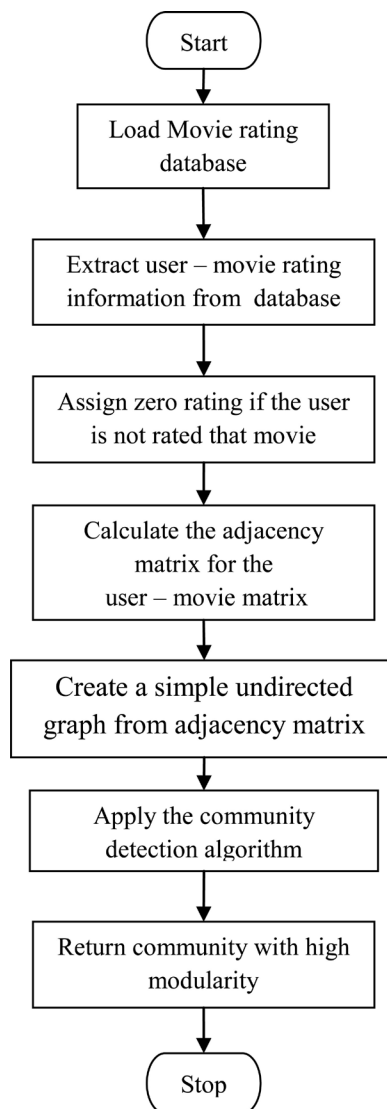 Start
Load Movie rating
database
Extract user – movie rating
information from database
Assign zero rating if the user
is not rated that movie
Calculate the adjacency
matrix for the
user – movie matrix
Create a simple undirected
graph from adjacency matrix
Apply the community
detection algorithm
Return community with high
modularity
Stop